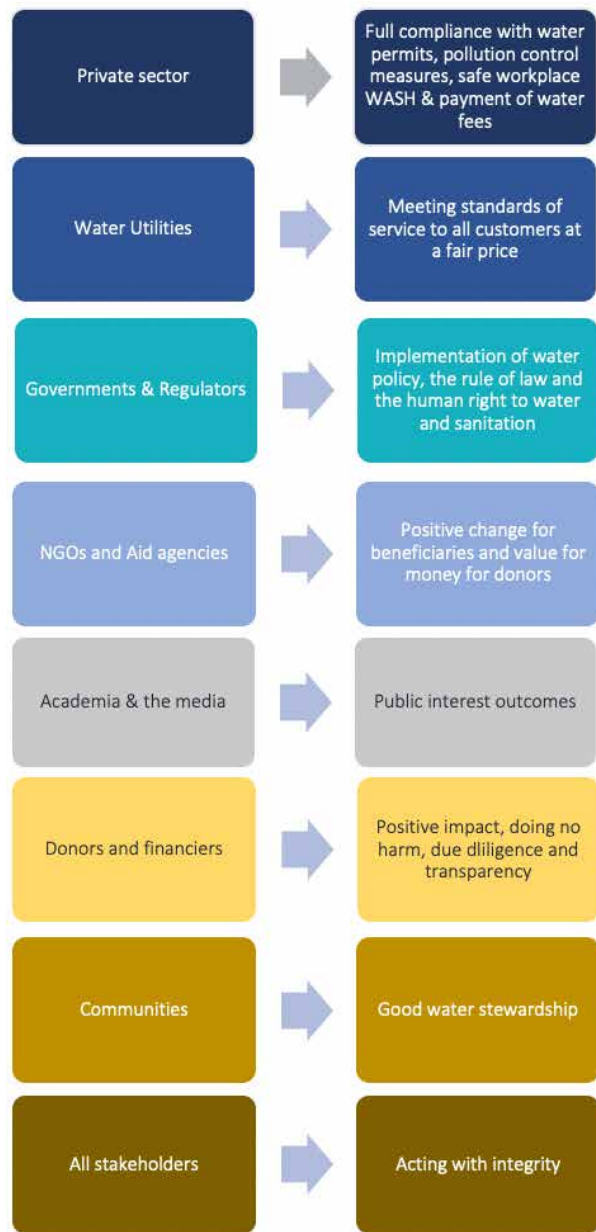 Private sector
Full compliance with water
permits, pollution control
measures, safe workplace
WASH & payment of water
fees
Water Utilities
Meeting standards of
service to all customers at
a fair price
Governments & Regulators
Implementation of water
policy, the rule of law and
the human right to water
and sanitation
NGOs and Aid agencies
Positive change for
beneficiaries and value for
money for donors
Academia & the media
Public interest outcomes
Donors and financiers
Positive impact, doing no
harm, due dliligence and
transparency
Communities
Good water stewardship
All stakeholders
Acting with integrity